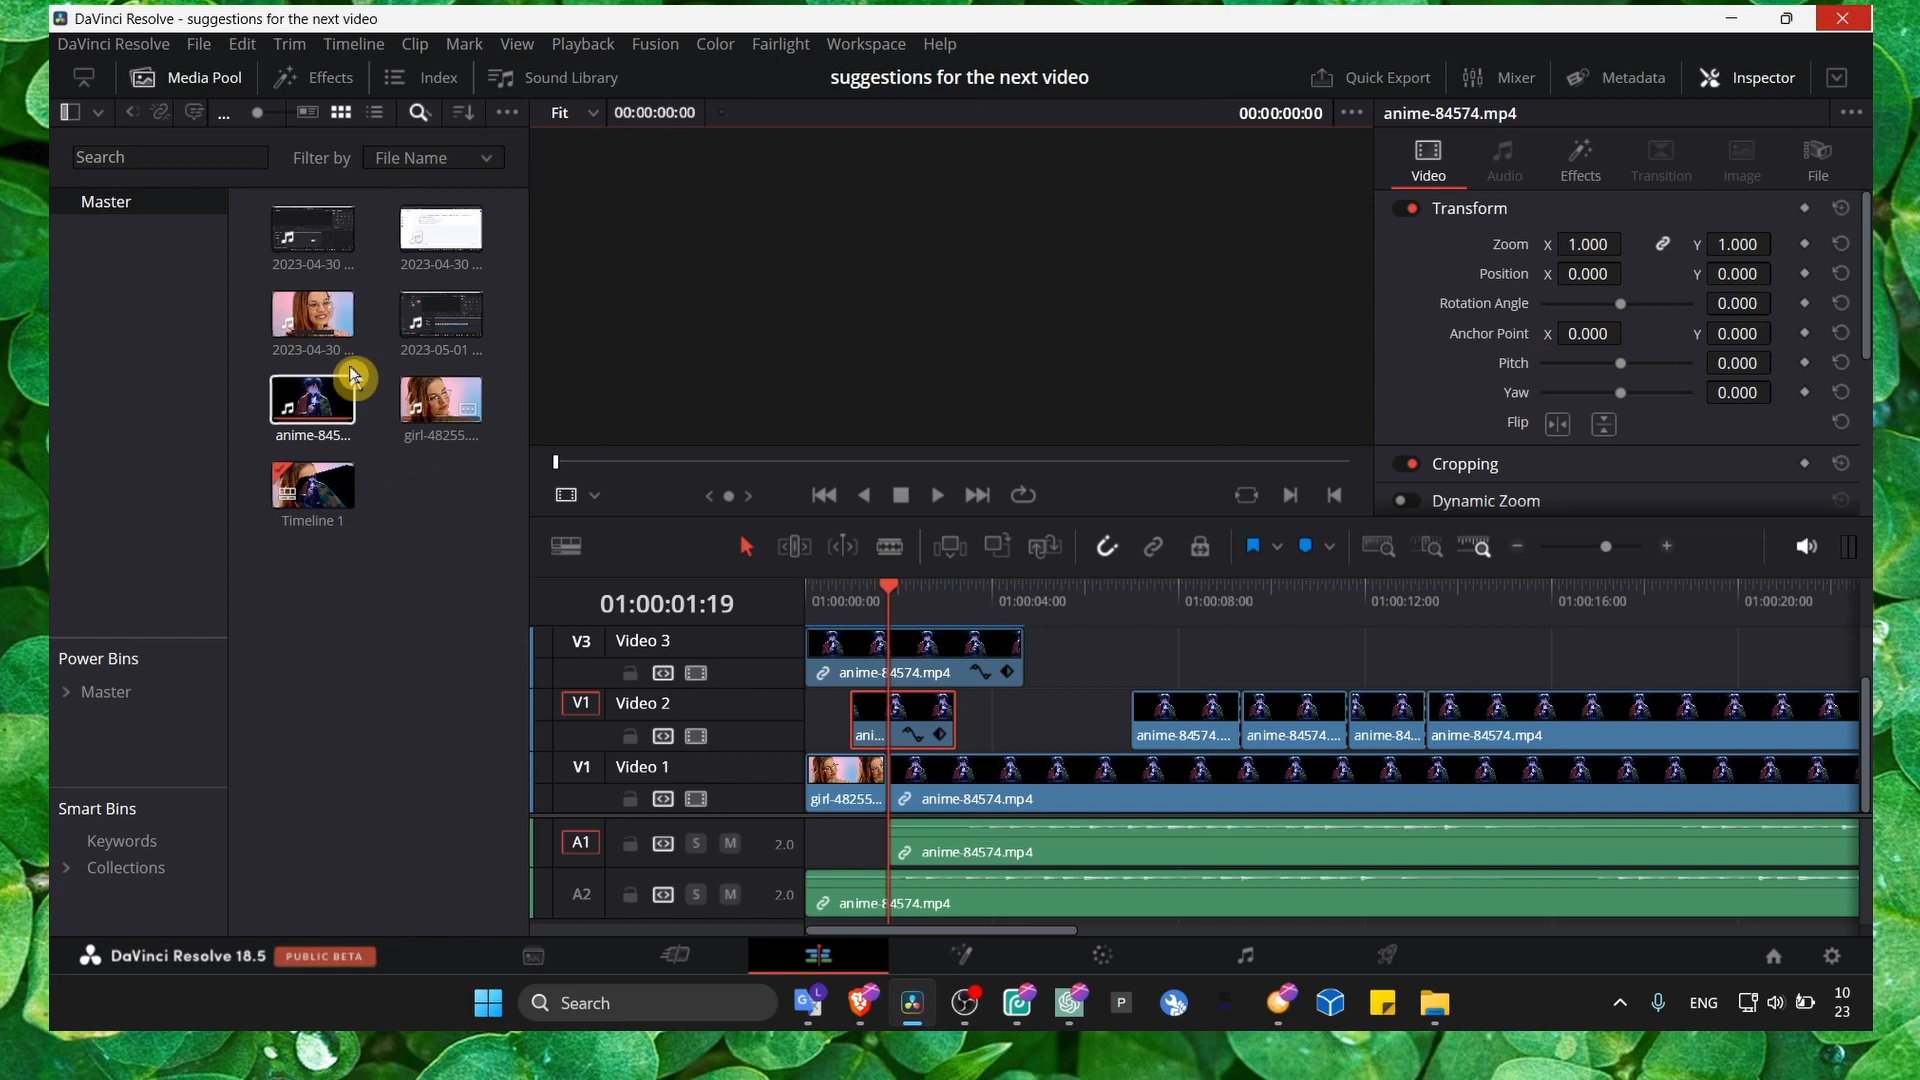 DaVinci Resolve - suggestions for the next video
DaVinci Resolve File Edit Trim Timeline Clip Mark View Playback Fusion Color Fairlight Workspace Help
Media Pool Effects Index Sound Library suggestions for the next video Quick Export Mixer Metadata Inspector
... Fit 00:00:00:00 00:00:00:00 anime-84574.mp4
Search Filter by File Name
Video Audio Effects Transition Image File
Master
Transform
Zoom X 1.000 Y 1.000
Position X 0.000 Y 0.000
Rotation Angle 0.000
Anchor Point X 0.000 Y 0.000
Pitch 0.000
Yaw 0.000
Flip
Cropping
Dynamic Zoom
2023-04-30 ... 2023-04-30 ...
2023-04-30 ... 2023-05-01 ...
anime-845... girl-48255....
Timeline 1
01:00:01:19
01:00:00:00 01:00:04:00 01:00:08:00 01:00:12:00 01:00:16:00 01:00:20:00
V3 Video 3
anime-84574.mp4
V1 Video 2
ani... anime-84574.... anime-84574.... anime-84... anime-84574.mp4
V1 Video 1
girl-48255... anime-84574.mp4
A1 S M 2.0 anime-84574.mp4
A2 S M 2.0 anime-84574.mp4
Power Bins
Master
Smart Bins
Keywords
Collections
DaVinci Resolve 18.5 PUBLIC BETA
Search L P ENG 10
23